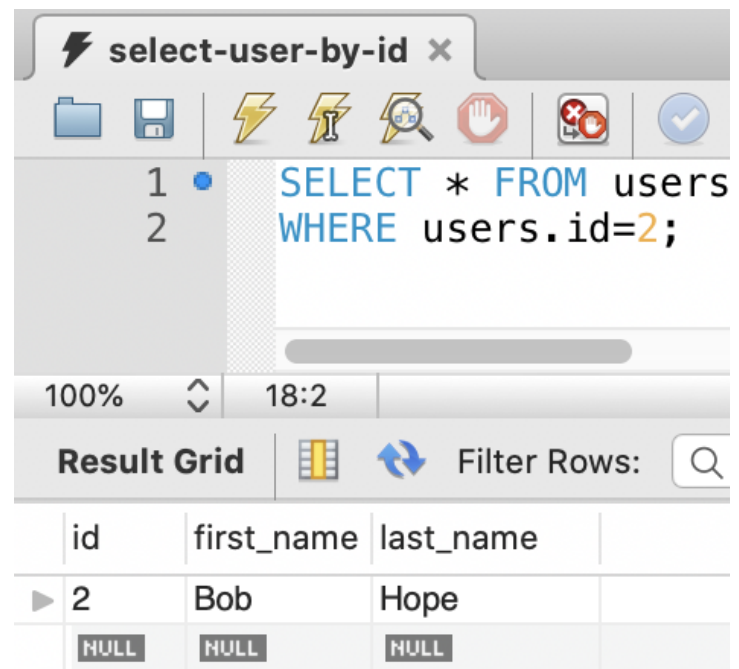 select-user-by-id
1 SELECT * FROM users
2 WHERE users.id=2;
100% 18:2
Result Grid Filter Rows:
id first_name last_name
2 Bob Hope
NULL NULL NULL